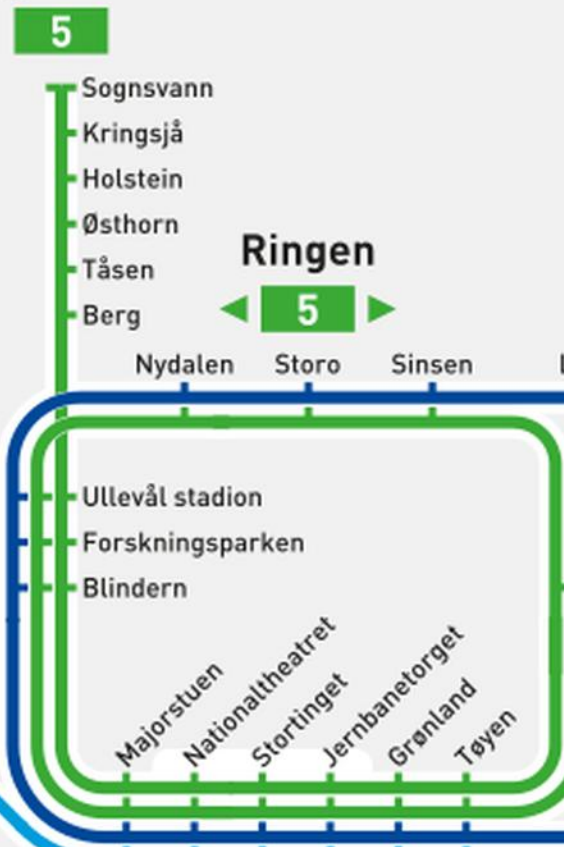 5
Sognsvann
Kringsjå
Holstein
Østhorn
Tåsen
Berg
Ringen
5
Nydalen
Storo
Sinsen
Ullevål stadion
Forskningsparken
Blindern
Majorstuen
Nationaltheatret
Stortinget
Jernbanetorget
Grønland
Tøyen